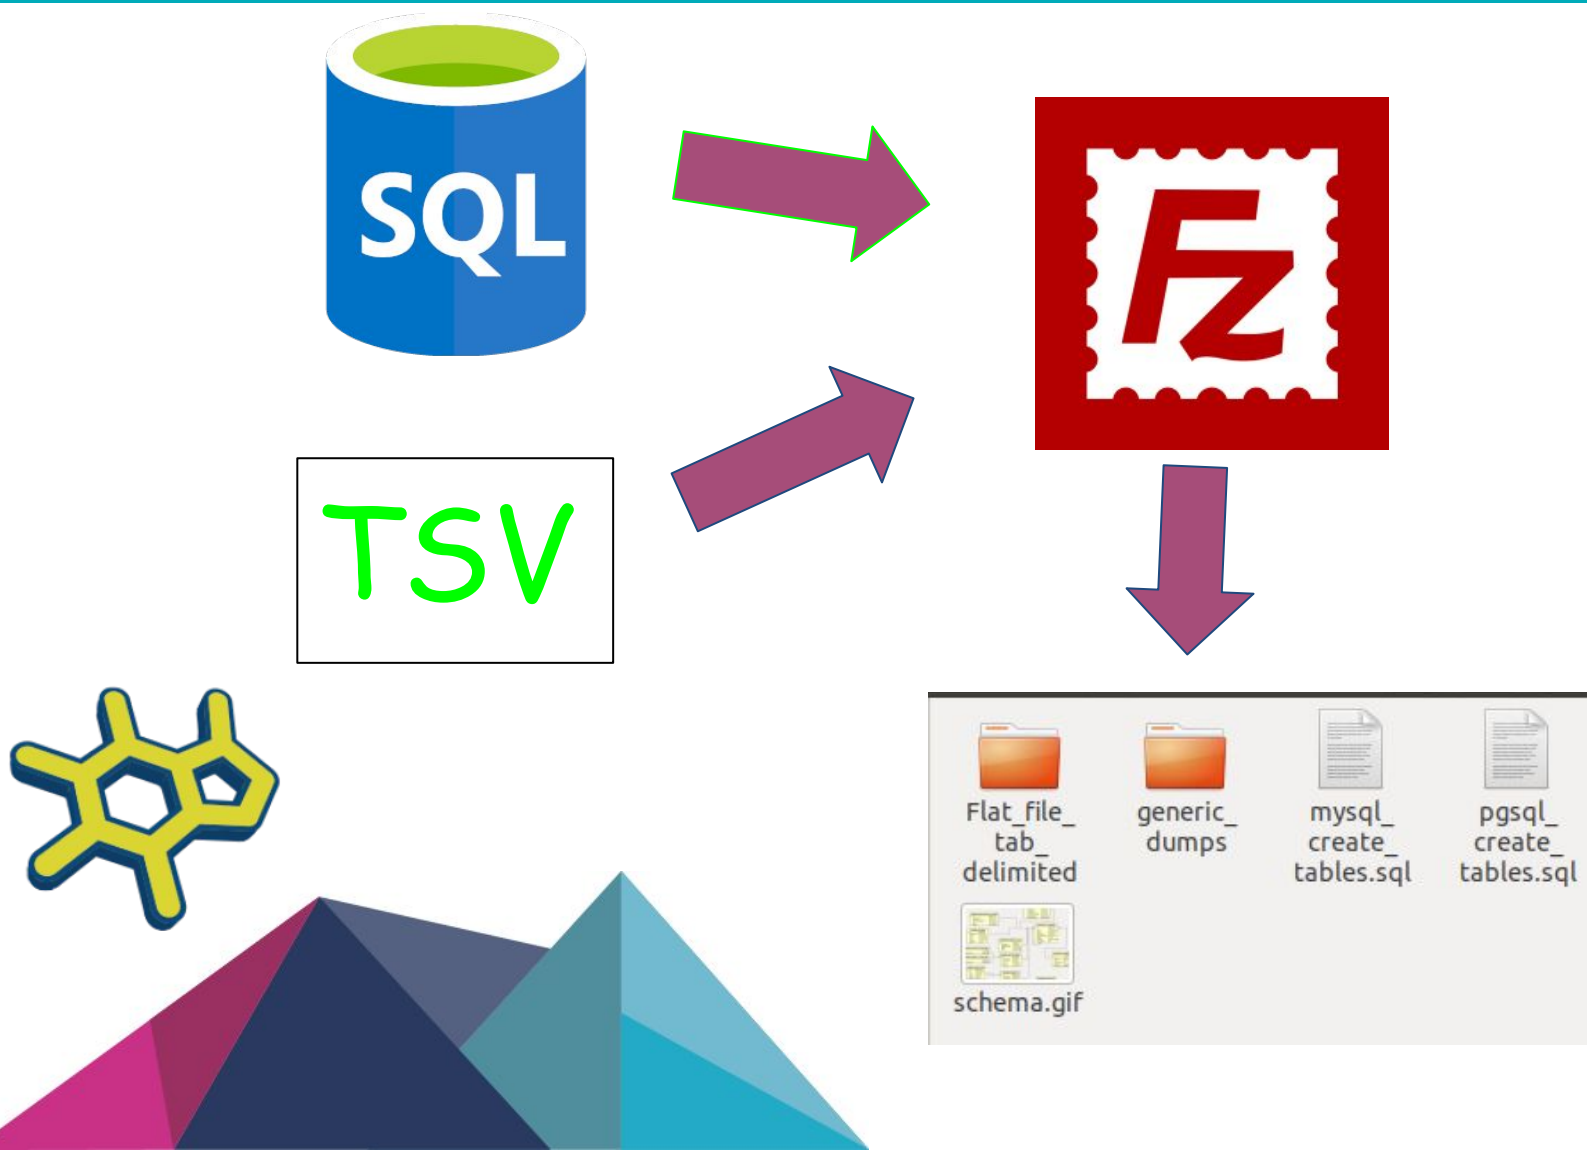 SQL
FZ
TSV
Flat_file_
tab_
delimited
generic_
dumps
mysql_
create_
tables.sql
pgsql_
create_
tables.sql
schema.gif